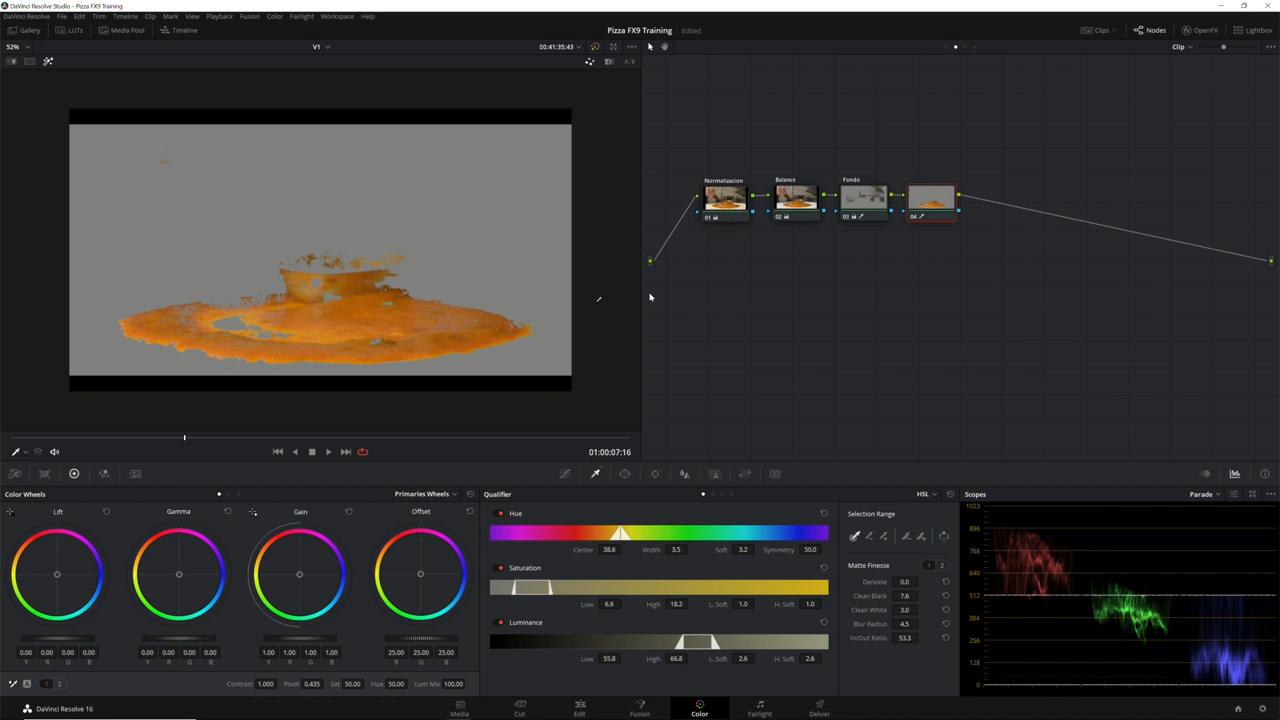 DaVinci Resolve Studio - Pizza FX9 Training
DaVinci Resolve File Edit Trim Timeline Clip Mark View Playback Fusion Color Fairlight Workspace Help
Gallery LUTs Media Pool Timeline Pizza FX9 Training Edited Clips Nodes OpenFX Lightbox
52% V1 00:41:35:43 Clip
A/B
Normalizacion Balance Fondo
01 02 03 04
01:00:07:16
Color Wheels Primaries Wheels Qualifier HSL Scopes Parade
Lift Gamma Gain Offset
Hue
Center 38.6 Width 3.5 Soft 3.2 Symmetry 50.0
Saturation
Low 6.9 High 18.2 L. Soft 1.0 H. Soft 1.0
Luminance
Low 55.8 High 66.8 L. Soft 2.6 H. Soft 2.6
Selection Range
Matte Finesse 1 2
Denoise 0.0
Clean Black 7.6
Clean White 3.0
Blur Radius 4.5
In/Out Ratio 53.3
1023
896
768
640
512
384
256
128
0
0.00 0.00 0.00 0.00 0.00 0.00 0.00 0.00 1.00 1.00 1.00 1.00 25.00 25.00 25.00
Y R G B Y R G B Y R G B R G B
A 1 2 Contrast 1.000 Pivot 0.435 Sat 50.00 Hue 50.00 Lum Mix 100.00
DaVinci Resolve 16 Media Cut Edit Fusion Color Fairlight Deliver